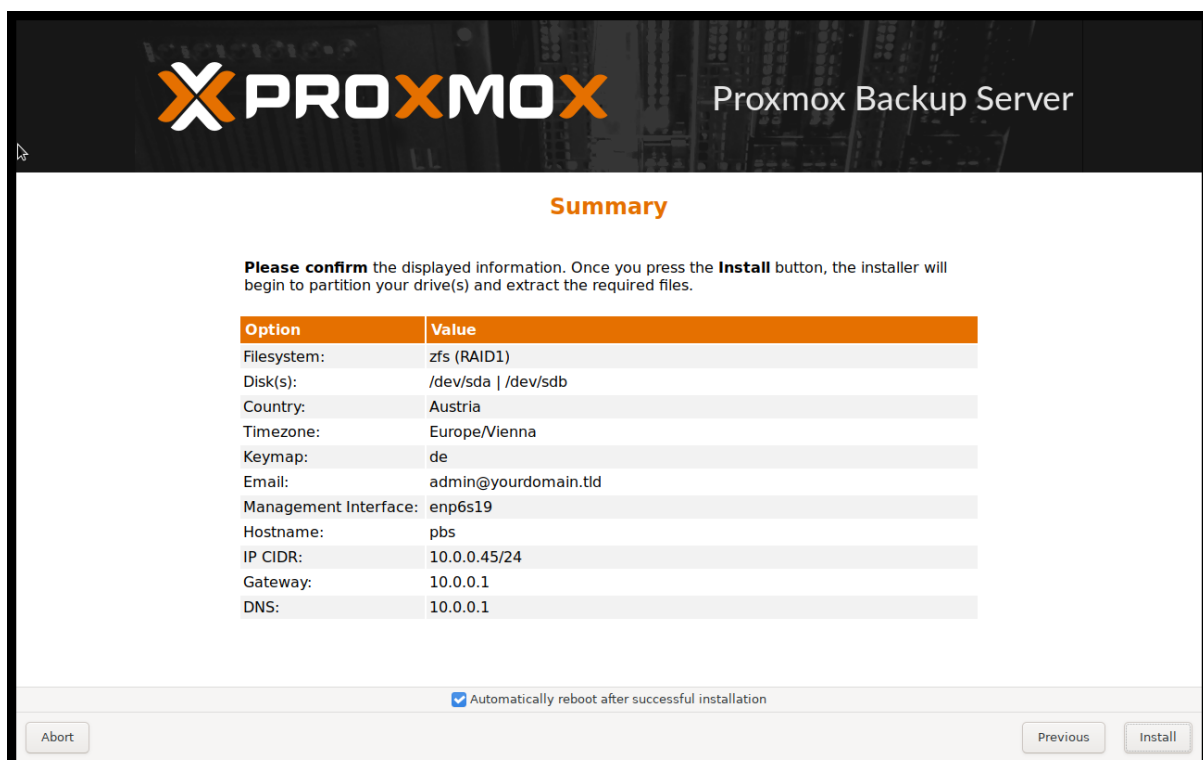 PROXMOX
Proxmox Backup Server
Summary
Please confirm the displayed information. Once you press the Install button, the installer will
begin to partition your drive(s) and extract the required files.
Option Value
Filesystem: zfs (RAID1)
Disk(s): /dev/sda | /dev/sdb
Country: Austria
Timezone: Europe/Vienna
Keymap: de
Email: admin@yourdomain.tld
Management Interface: enp6s19
Hostname: pbs
IP CIDR: 10.0.0.45/24
Gateway: 10.0.0.1
DNS: 10.0.0.1
Automatically reboot after successful installation
Abort Previous Install